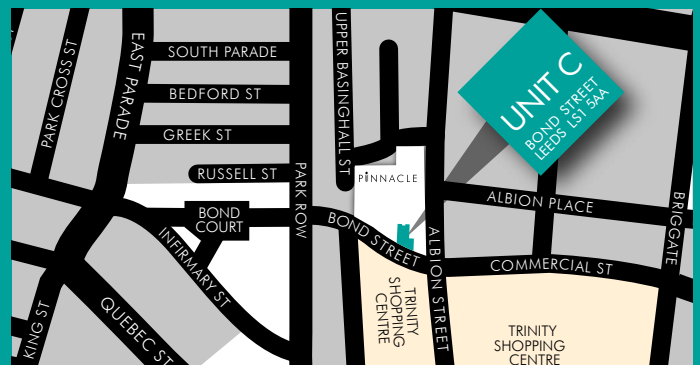 PARK CROSS ST
EAST PARADE
SOUTH PARADE
BEDFORD ST
GREEK ST
RUSSELL ST
UPPER BASINGHALL ST
PARK ROW
PINNACLE
UNIT C
BOND STREET
LEEDS LS1 5AA
ALBION PLACE
BRIGGATE
BOND
COURT
BOND STREET
INFIRMARY ST
ALBION STREET
COMMERCIAL ST
KING ST
QUEBEC ST
TRINITY
SHOPPING
CENTRE
TRINITY
SHOPPING
CENTRE